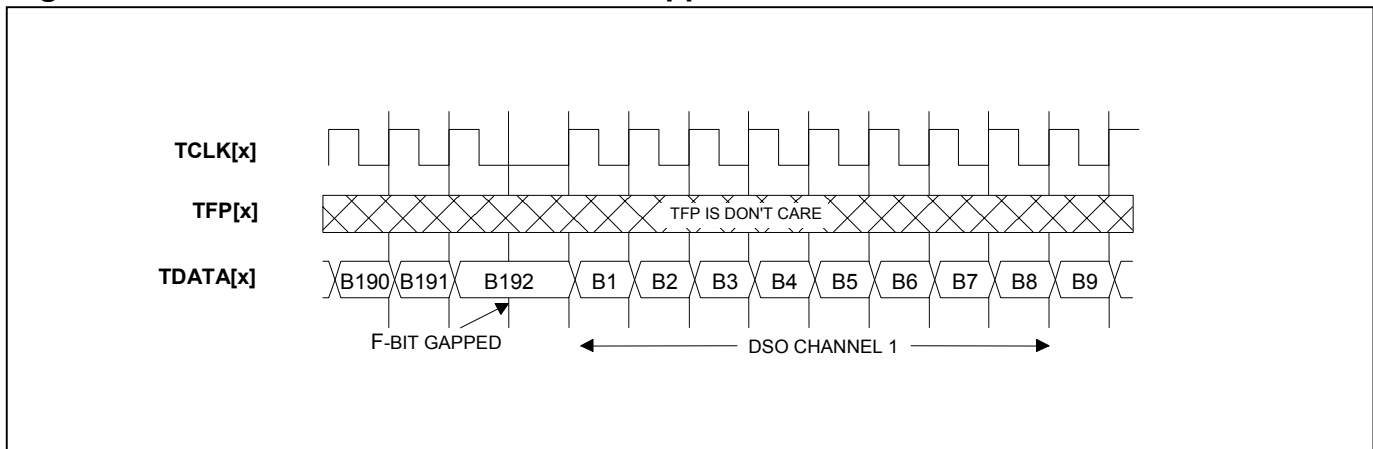 TCLK[x]
TFP[x]
TFP IS DON'T CARE
TDATA[x]
B190 B191 B192 B1 B2 B3 B4 B5 B6 B7 B8 B9
F-BIT GAPPED
DSO CHANNEL 1